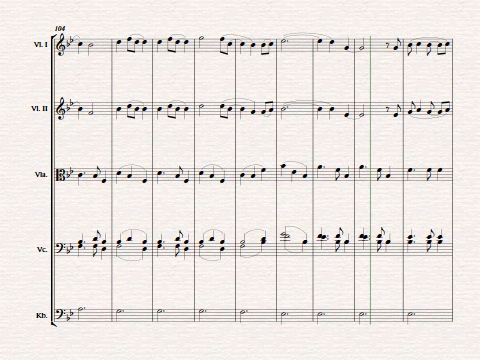 104
Vl. I
Vl. II
Vla.
Vc.
Kb.